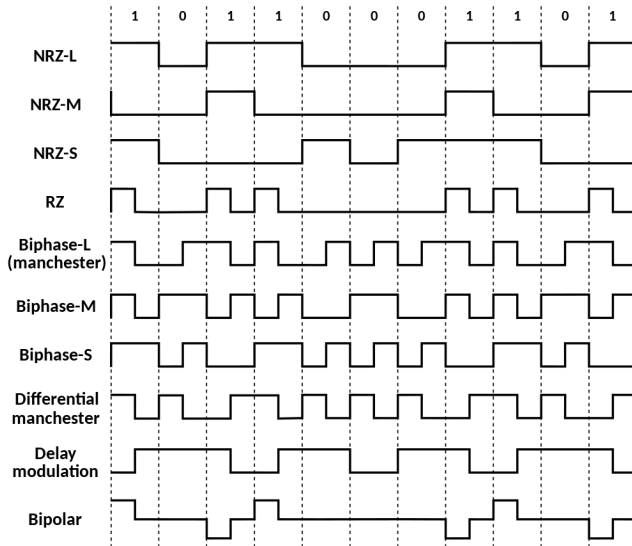 1 0 1 1 0 0 0 1 1 0 1
NRZ-L
NRZ-M
NRZ-S
RZ
Biphase-L
(manchester)
Biphase-M
Biphase-S
Differential
manchester
Delay
modulation
Bipolar